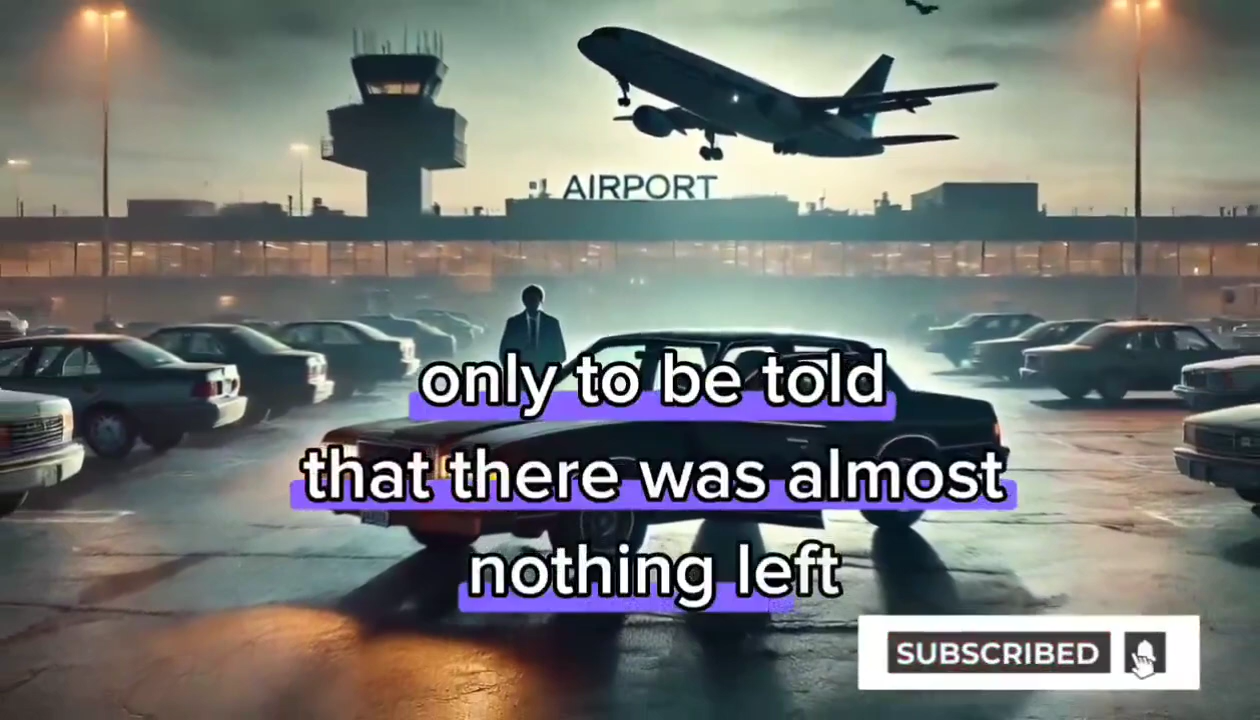 AIRPORT
only to be told
that there was almost
nothing left
SUBSCRIBED